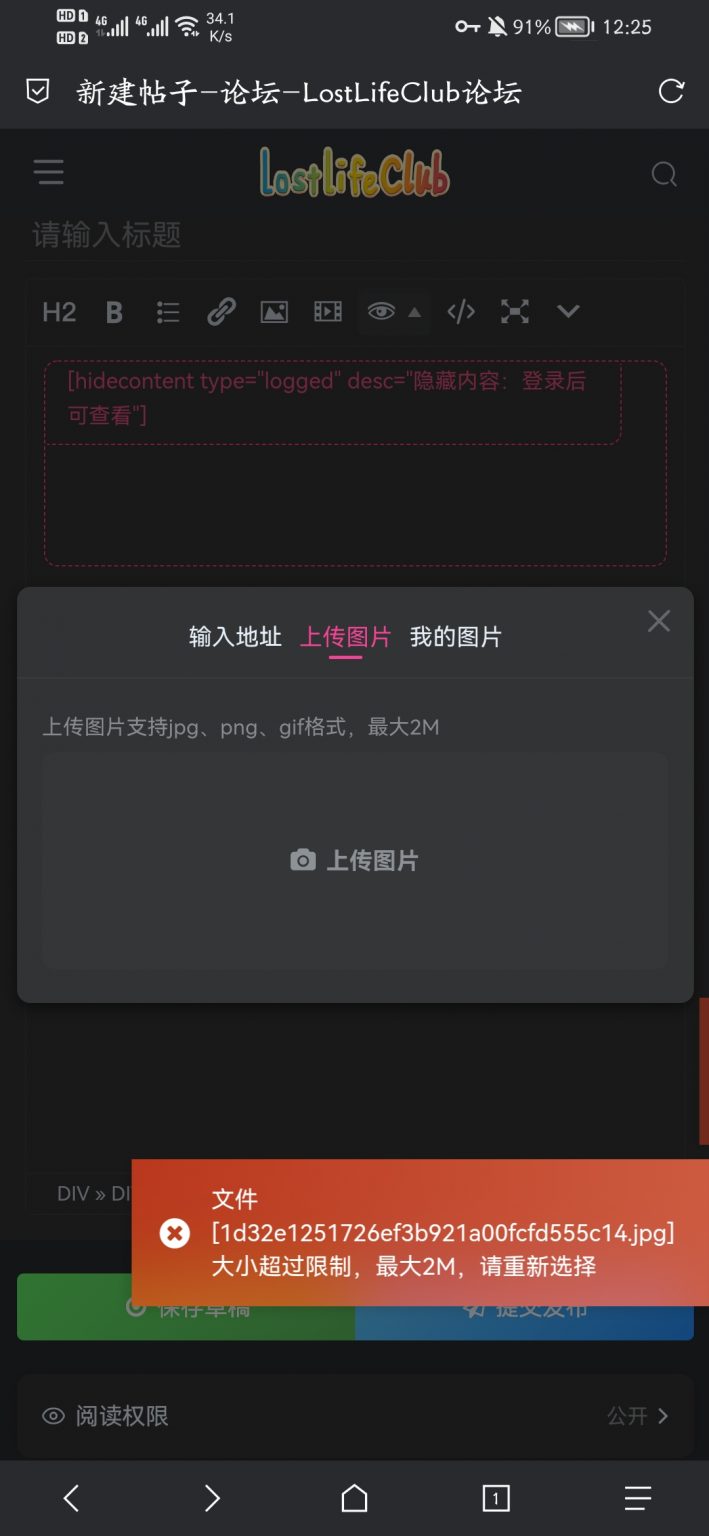 HD 1 4G 4G 34.1 91% 12:25
HD 2 K/s
新建帖子-论坛-LostLifeClub论坛
LostlifeClub
请输入标题
H2 B
[hidecontent type="logged" desc="隐藏内容：登录后
可查看"]
输入地址 上传图片 我的图片
上传图片支持jpg、png、gif格式，最大2M
上传图片
文件
DIV » DI
[1d32e1251726ef3b921a00fcfd555c14.jpg]
大小超过限制，最大2M，请重新选择
保存草稿 提交发布
阅读权限 公开
1